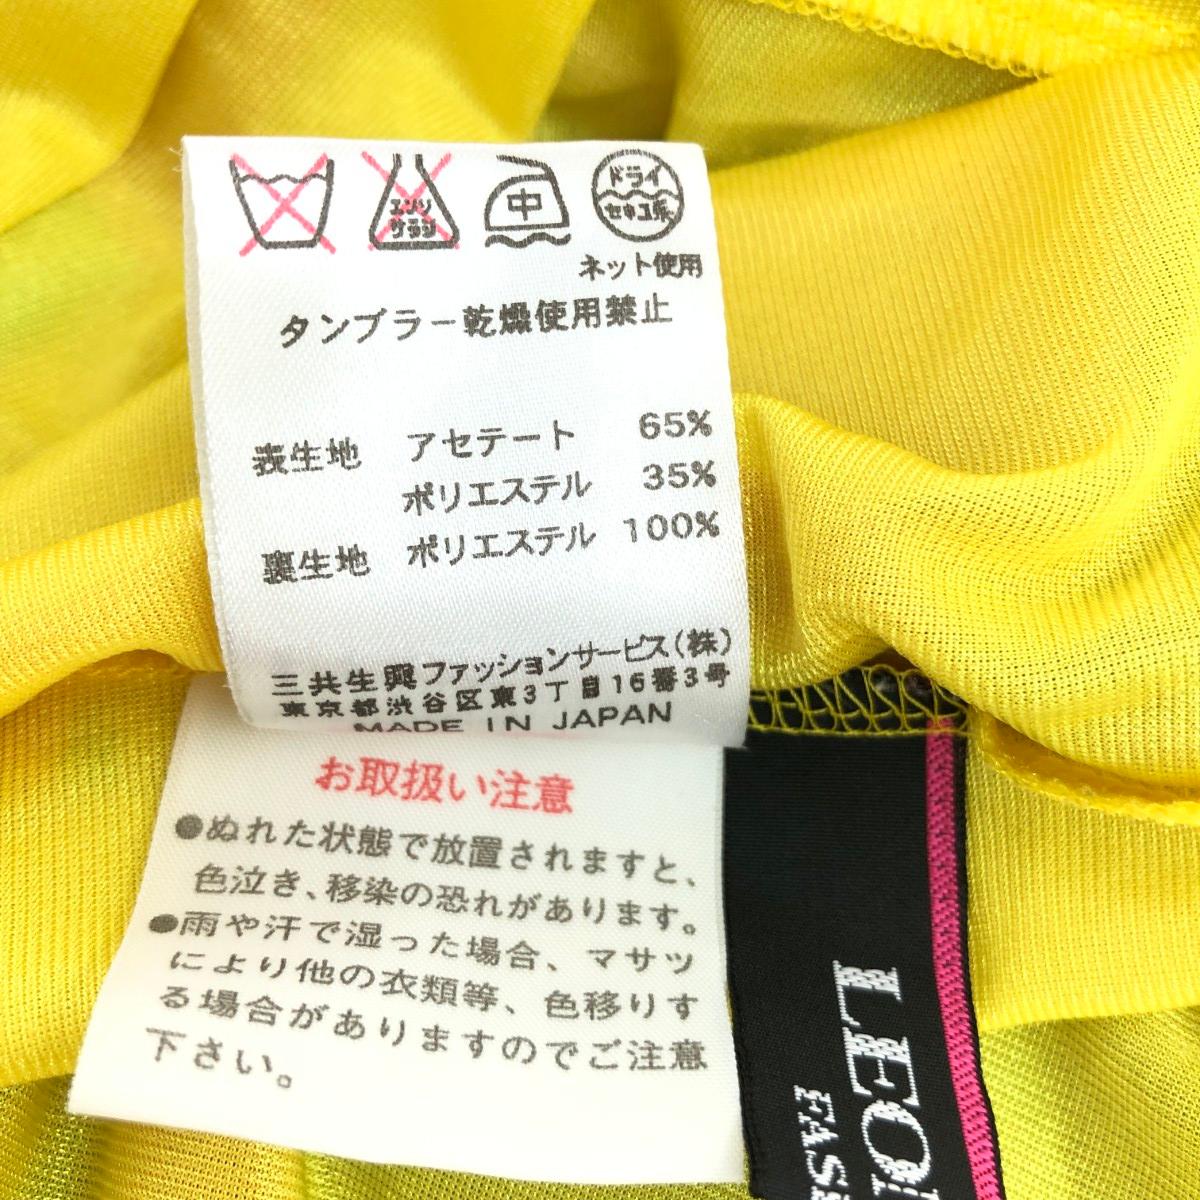 エンソ
サラシ
中
ドライ
セキユ系
ネット使用
タンブラー乾燥使用禁止
表生地 アセテート 65%
ポリエステル 35%
裏生地 ポリエステル 100%
三共生興ファッションサービス(株)
東京都渋谷区東3丁目16番3号
MADE IN JAPAN
お取扱い注意
●ぬれた状態で放置されますと、
色泣き、移染の恐れがあります。
●雨や汗で湿った場合、マサツ
により他の衣類等、色移りす
る場合がありますのでご注意
下さい。
LEO
FAS